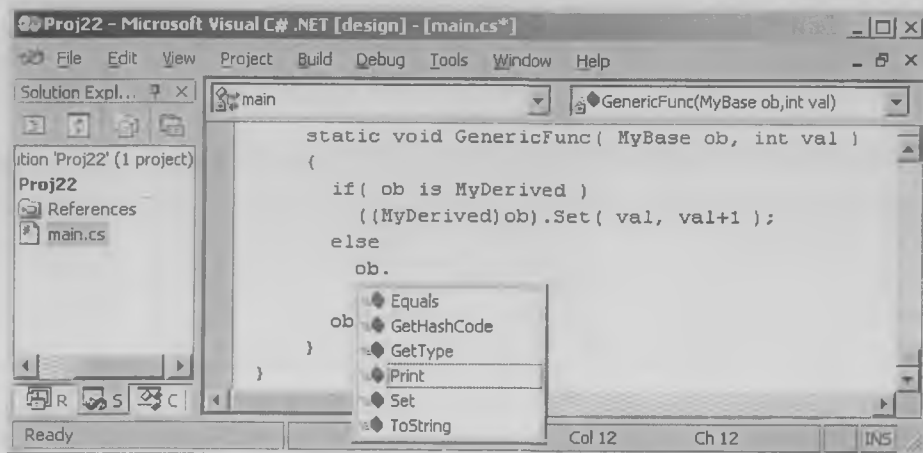 Proj22 - Microsoft Visual C# .NET [design] - [main.cs*]
File Edit View Project Build Debug Tools Window Help
Solution Expl...
main
GenericFunc(MyBase ob,int val)
ition 'Proj22' (1 project)
Proj22
References
main.cs
static void GenericFunc( MyBase ob, int val )
{
if( ob is MyDerived )
((MyDerived)ob).Set( val, val+1 );
else
ob.
ob
}
}
Equals
GetHashCode
GetType
Print
Set
ToString
R S C
Ready Col 12 Ch 12 INS